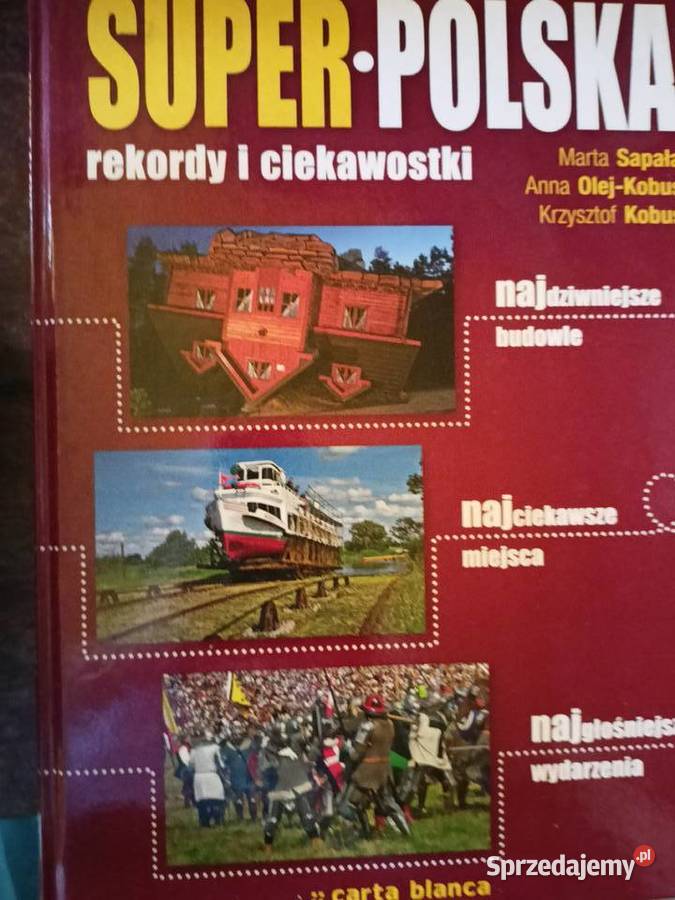 SUPER·POLSKA
rekordy i ciekawostki
Marta Sapała
Anna Olej-Kobus
Krzysztof Kobus
najdziwniejsze
budowle
najciekawsze
miejsca
najgłośniejsz
wydarzenia
» carta blanca
Sprzedajemy.pl